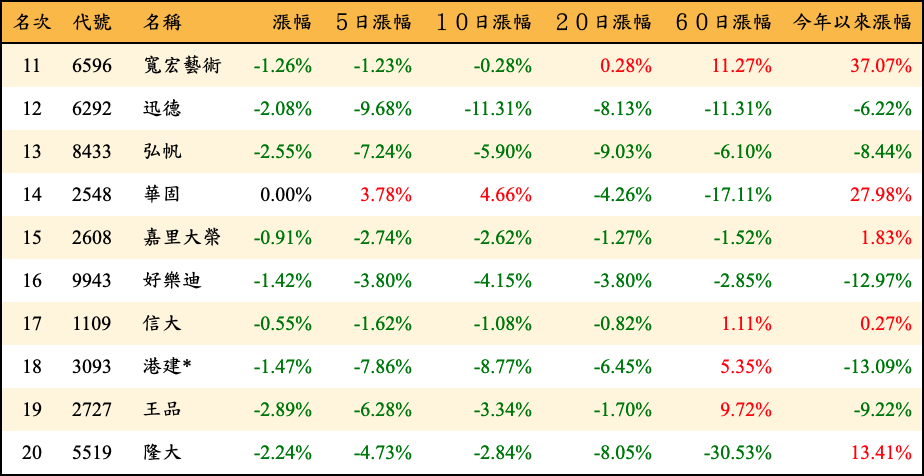 名次 代號 名稱 漲幅 5日漲幅 10日漲幅 20日漲幅 60日漲幅 今年以來漲幅
11 6596 寬宏藝術 -1.26% -1.23% -0.28% 0.28% 11.27% 37.07%
12 6292 迅德 -2.08% -9.68% -11.31% -8.13% -11.31% -6.22%
13 8433 弘帆 -2.55% -7.24% -5.90% -9.03% -6.10% -8.44%
14 2548 華固 0.00% 3.78% 4.66% -4.26% -17.11% 27.98%
15 2608 嘉里大榮 -0.91% -2.74% -2.62% -1.27% -1.52% 1.83%
16 9943 好樂迪 -1.42% -3.80% -4.15% -3.80% -2.85% -12.97%
17 1109 信大 -0.55% -1.62% -1.08% -0.82% 1.11% 0.27%
18 3093 港建* -1.47% -7.86% -8.77% -6.45% 5.35% -13.09%
19 2727 王品 -2.89% -6.28% -3.34% -1.70% 9.72% -9.22%
20 5519 隆大 -2.24% -4.73% -2.84% -8.05% -30.53% 13.41%